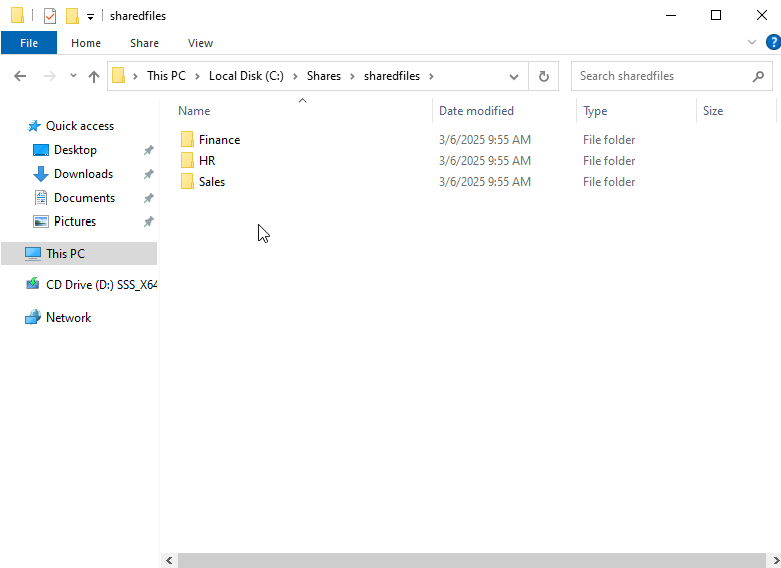 sharedfiles
File Home Share View
This PC Local Disk (C:) Shares sharedfiles Search sharedfiles
Name Date modified Type Size
Quick access
Desktop
Downloads
Documents
Pictures
This PC
CD Drive (D:) SSS_X64
Network
Finance 3/6/2025 9:55 AM File folder
HR 3/6/2025 9:55 AM File folder
Sales 3/6/2025 9:55 AM File folder